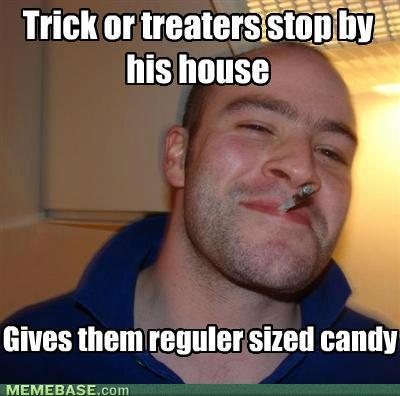 Trick or treaters stop by
his house
Gives them reguler sized candy
MEMEBASE.com